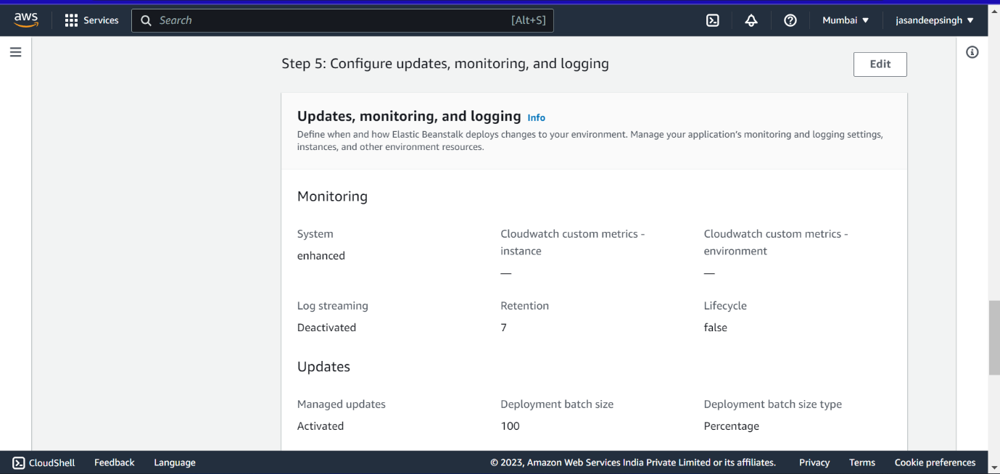 aws
Services
Search
[Alt+S]
Mumbai ▼
jasandeepsingh ▼
Step 5: Configure updates, monitoring, and logging
Edit
Updates, monitoring, and logging Info
Define when and how Elastic Beanstalk deploys changes to your environment. Manage your application's monitoring and logging settings,
instances, and other environment resources.
Monitoring
System
enhanced
Cloudwatch custom metrics -
instance
—
Cloudwatch custom metrics -
environment
—
Log streaming
Deactivated
Retention
7
Lifecycle
false
Updates
Managed updates
Activated
Deployment batch size
100
Deployment batch size type
Percentage
CloudShell
Feedback
Language
© 2023, Amazon Web Services India Private Limited or its affiliates.
Privacy
Terms
Cookie preferences